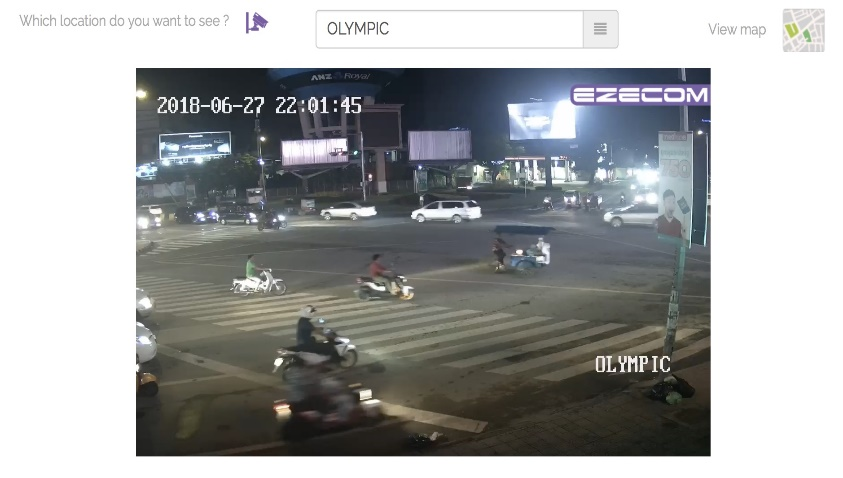 Which location do you want to see ?
OLYMPIC
View map
ANZ Royal
2018-06-27 22:01:45
EZECOM
OLYMPIC